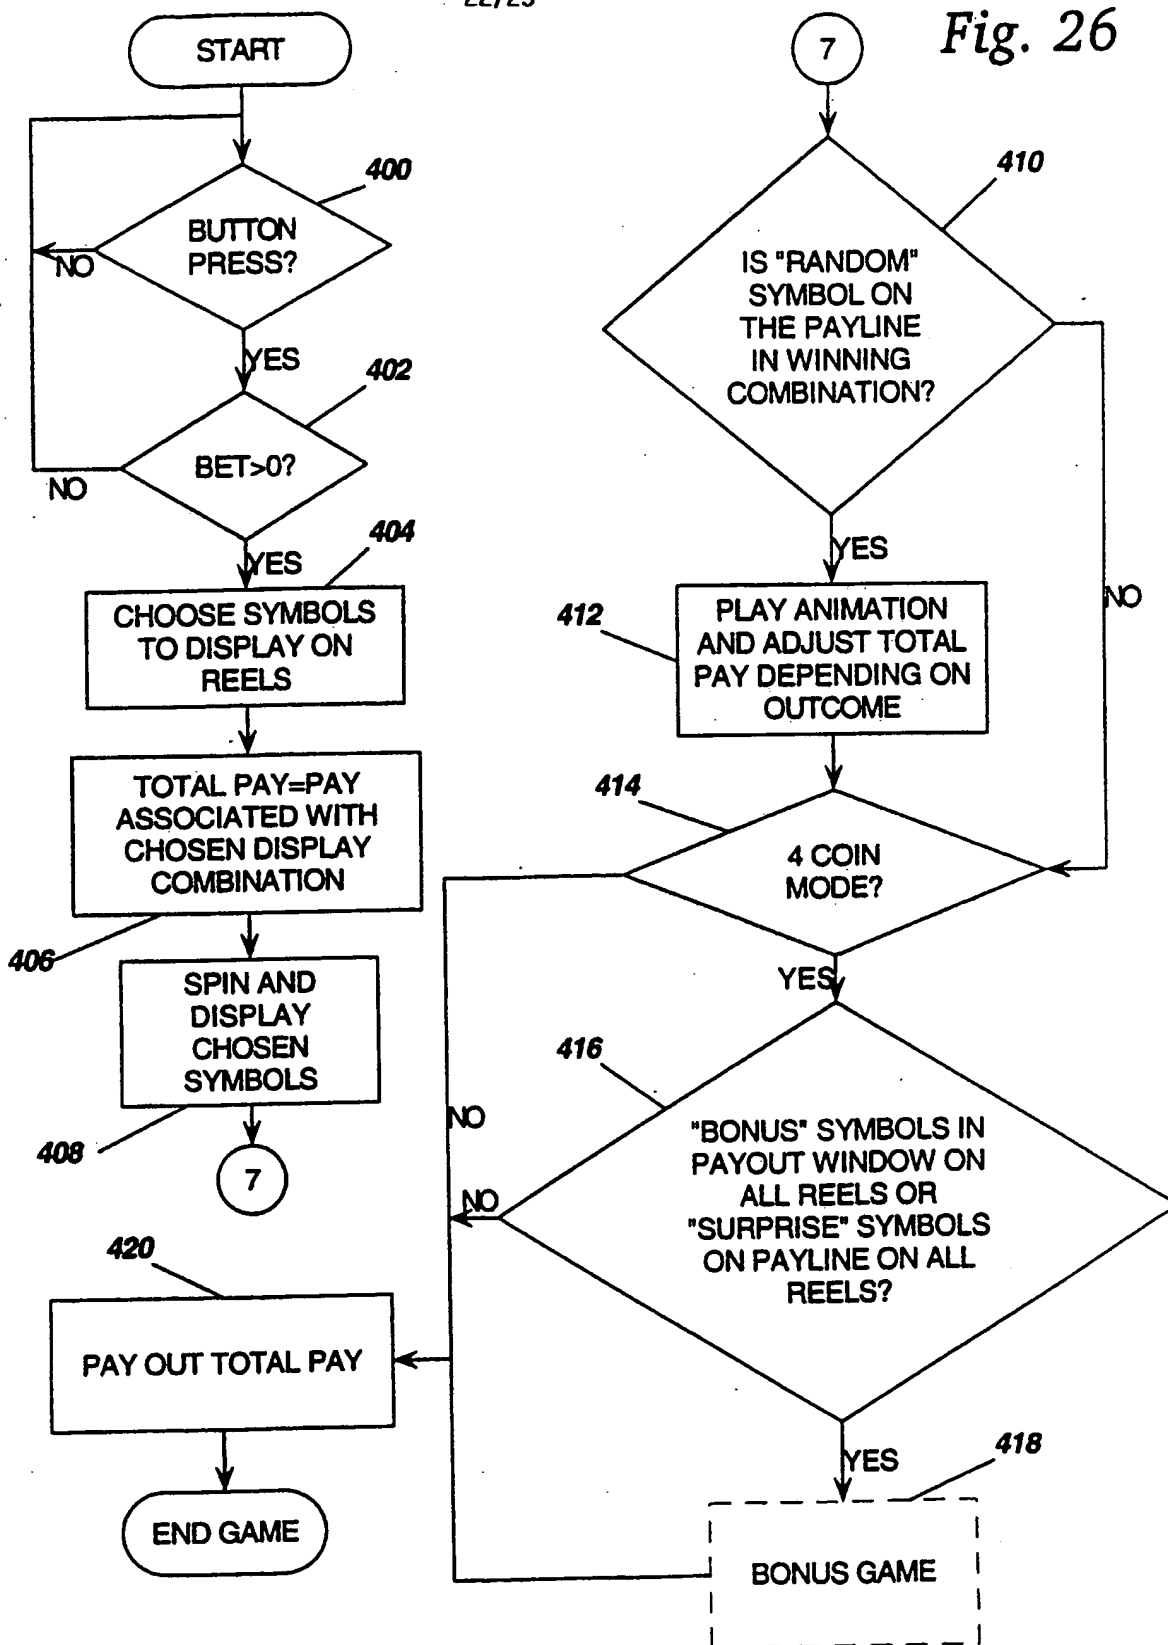 22/25
Fig. 26
START
400
BUTTON
PRESS?
NO
YES
402
BET>0?
NO
YES
404
CHOOSE SYMBOLS
TO DISPLAY ON
REELS
TOTAL PAY=PAY
ASSOCIATED WITH
CHOSEN DISPLAY
COMBINATION
406
SPIN AND
DISPLAY
CHOSEN
SYMBOLS
408
7
420
PAY OUT TOTAL PAY
END GAME
7
410
IS "RANDOM"
SYMBOL ON
THE PAYLINE
IN WINNING
COMBINATION?
YES
NO
412
PLAY ANIMATION
AND ADJUST TOTAL
PAY DEPENDING ON
OUTCOME
414
4 COIN
MODE?
YES
NO
416
"BONUS" SYMBOLS IN
PAYOUT WINDOW ON
ALL REELS OR
"SURPRISE" SYMBOLS
ON PAYLINE ON ALL
REELS?
NO
YES
418
BONUS GAME